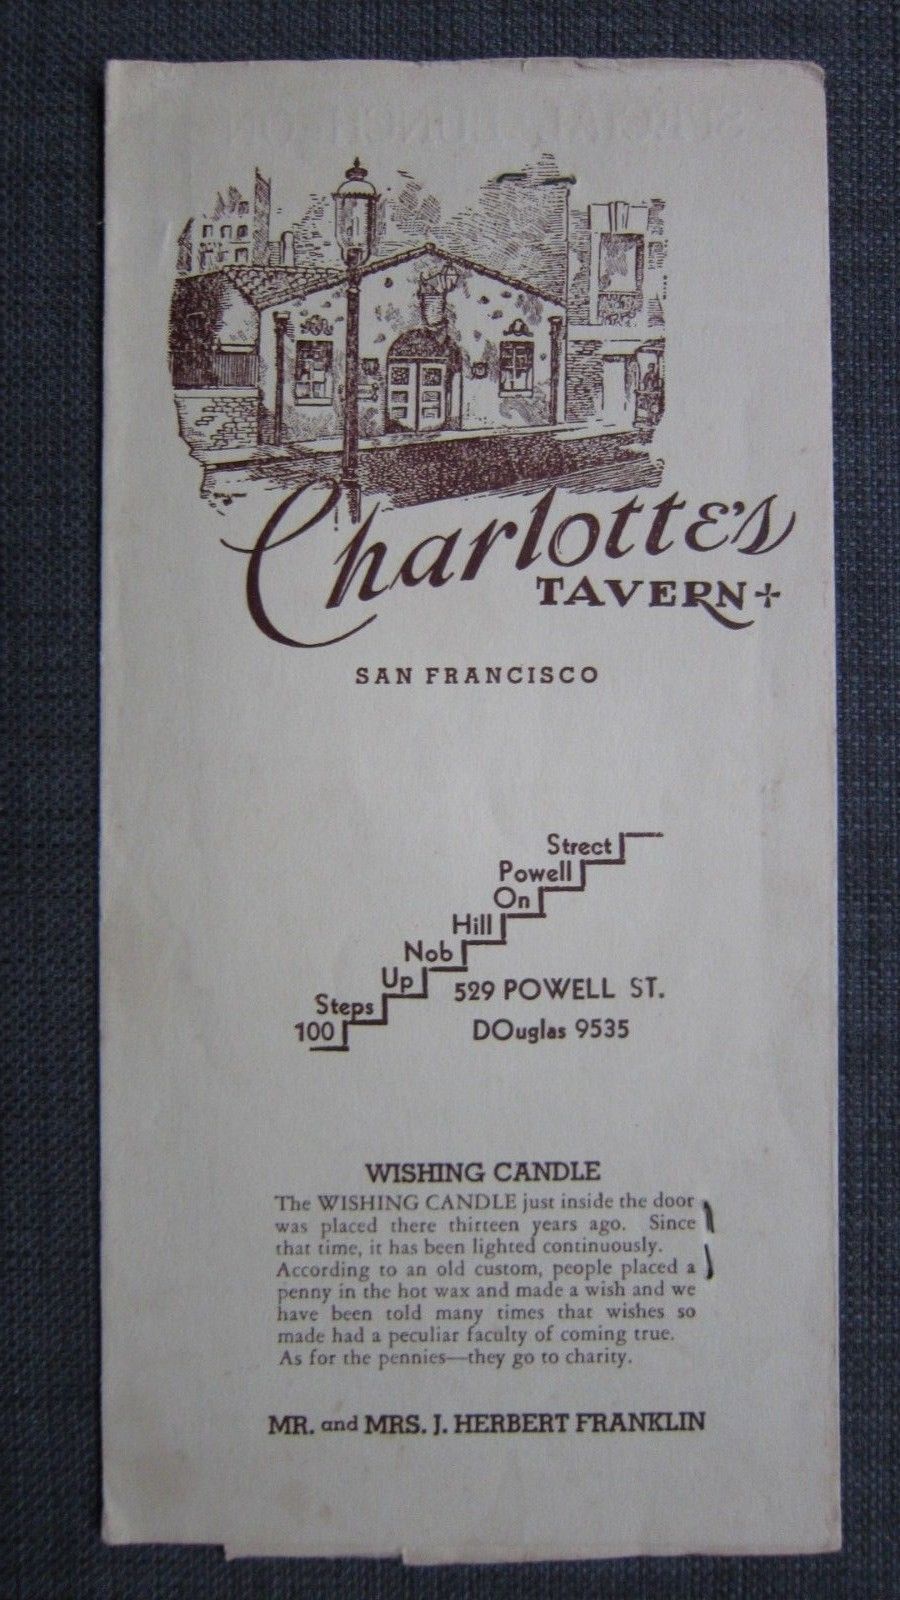 SPECIAL LUNCH ON
Charlotte's
TAVERN
SAN FRANCISCO
Street
Powell
On
Hill
Nob
Up
Steps
100
529 POWELL ST.
DOuglas 9535
WISHING CANDLE
The WISHING CANDLE just inside the door
was placed there thirteen years ago. Since
that time, it has been lighted continuously.
According to an old custom, people placed a
penny in the hot wax and made a wish and we
have been told many times that wishes so
made had a peculiar faculty of coming true.
As for the pennies—they go to charity.
MR. and MRS. J. HERBERT FRANKLIN